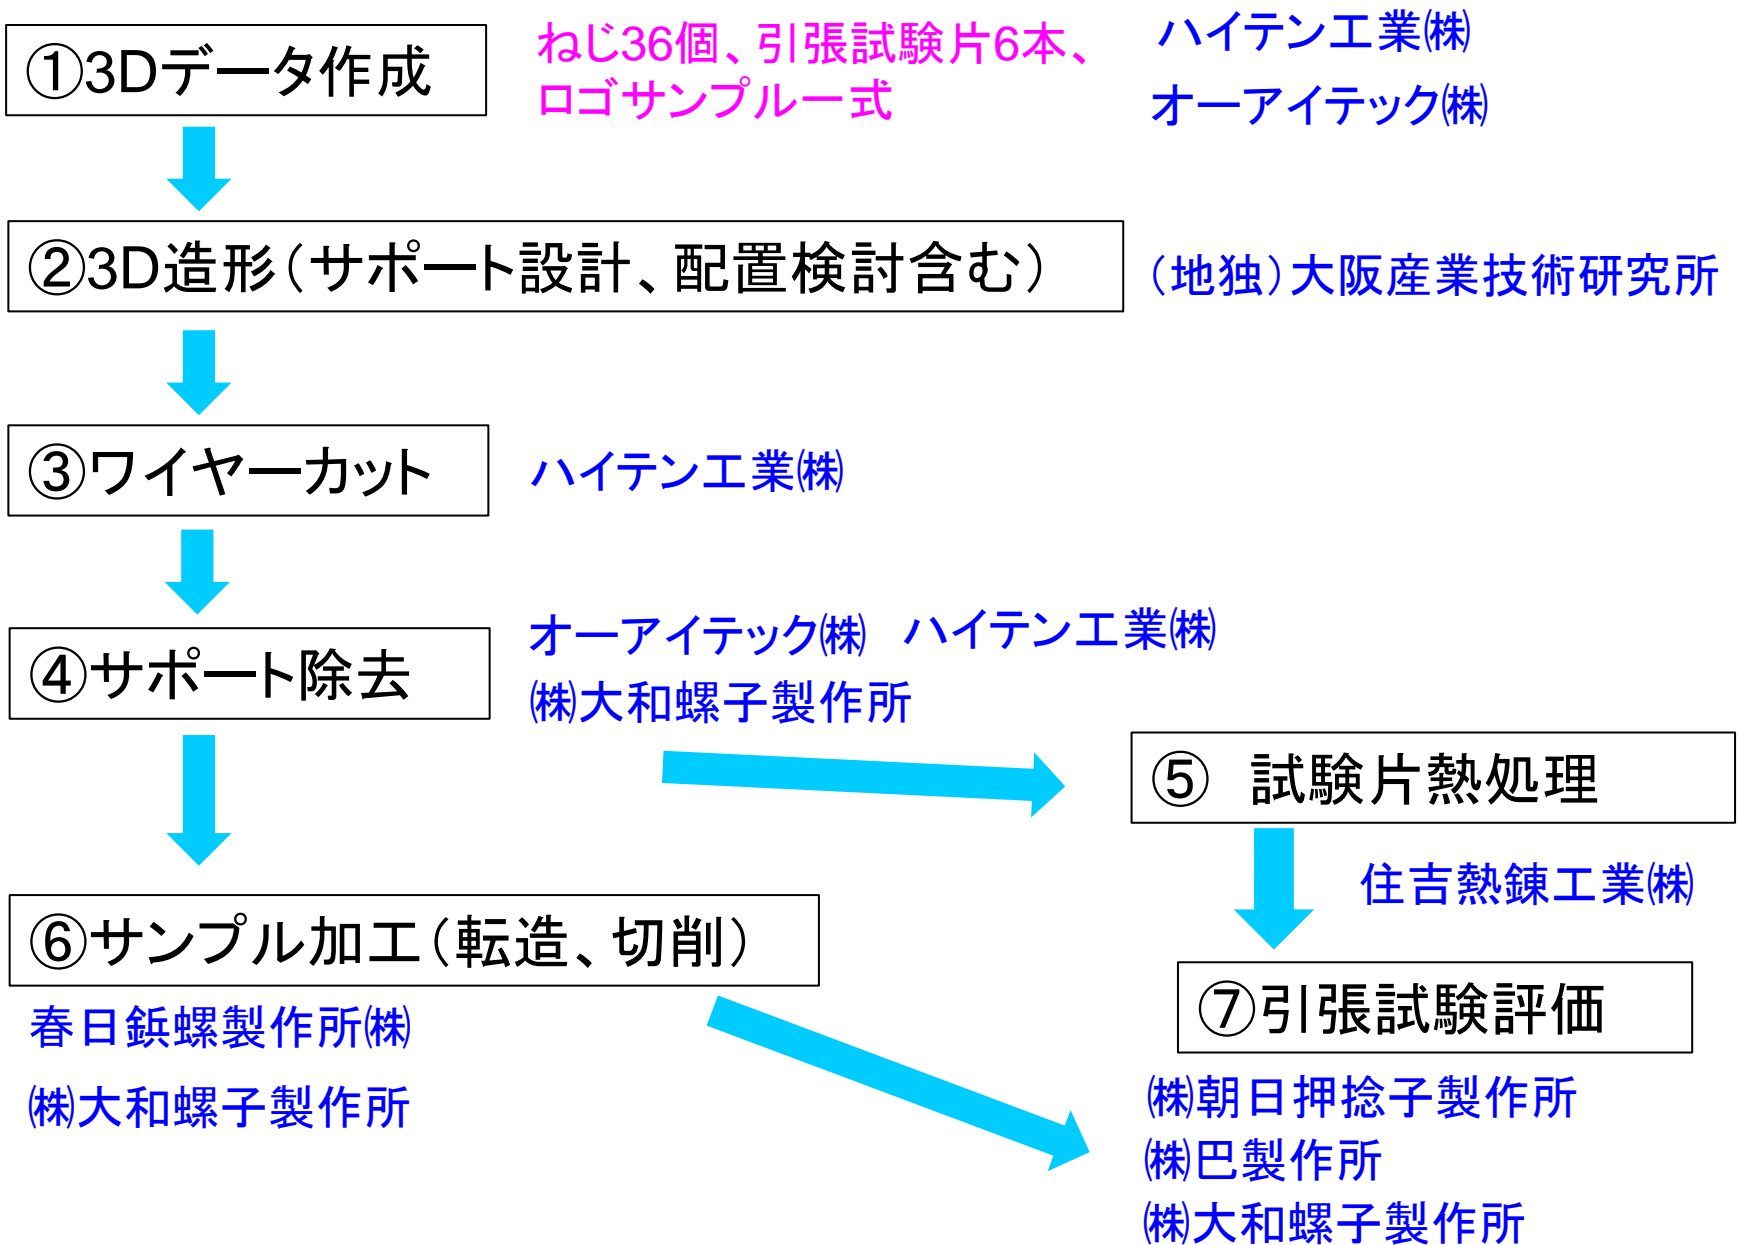 ①3Dデータ作成
ねじ36個、引張試験片6本、
ロゴサンプル一式
ハイテン工業㈱
オーアイテック㈱
②3D造形（サポート設計、配置検討含む）
（地独）大阪産業技術研究所
③ワイヤーカット
ハイテン工業㈱
④サポート除去
オーアイテック㈱　ハイテン工業㈱
㈱大和螺子製作所
⑤　試験片熱処理
住吉熱錬工業㈱
⑥サンプル加工（転造、切削）
春日鋲螺製作所㈱
㈱大和螺子製作所
⑦引張試験評価
㈱朝日押捻子製作所
㈱巴製作所
㈱大和螺子製作所